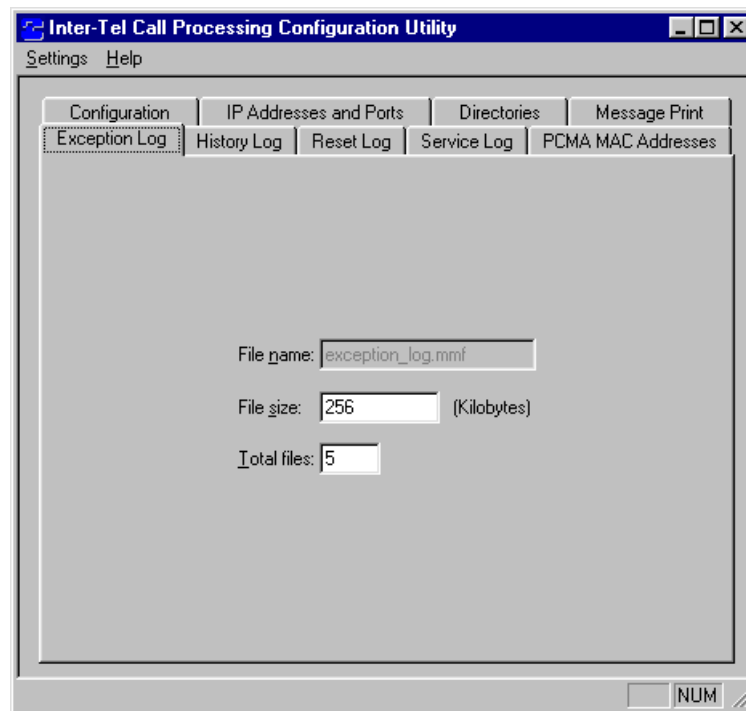 Inter-Tel Call Processing Configuration Utility
Settings Help
Configuration IP Addresses and Ports Directories Message Print
Exception Log History Log Reset Log Service Log PCMA MAC Addresses
File name: exception_log.mmf
File size: 256 (Kilobytes)
Total files: 5
NUM